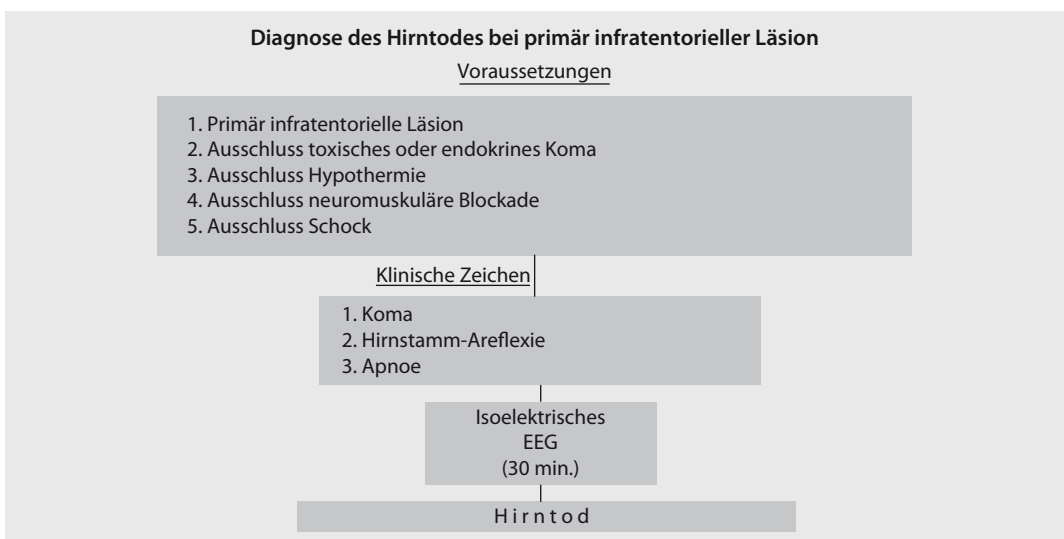 Diagnose des Hirntodes bei primär infratentorieller Läsion
Voraussetzungen
1. Primär infratentorielle Läsion
2. Ausschluss toxisches oder endokrines Koma
3. Ausschluss Hypothermie
4. Ausschluss neuromuskuläre Blockade
5. Ausschluss Schock
Klinische Zeichen
1. Koma
2. Hirnstamm-Areflexie
3. Apnoe
Isoelektrisches
EEG
(30 min.)
Hirntod